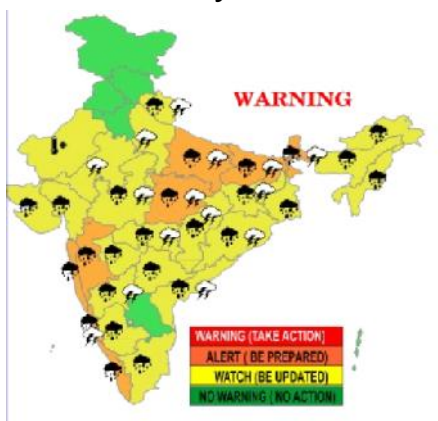 WARNING
WARNING (TAKE ACTION)
ALERT ( BE PREPARED)
WATCH (BE UPDATED)
NO WARNING ( NO ACTION)